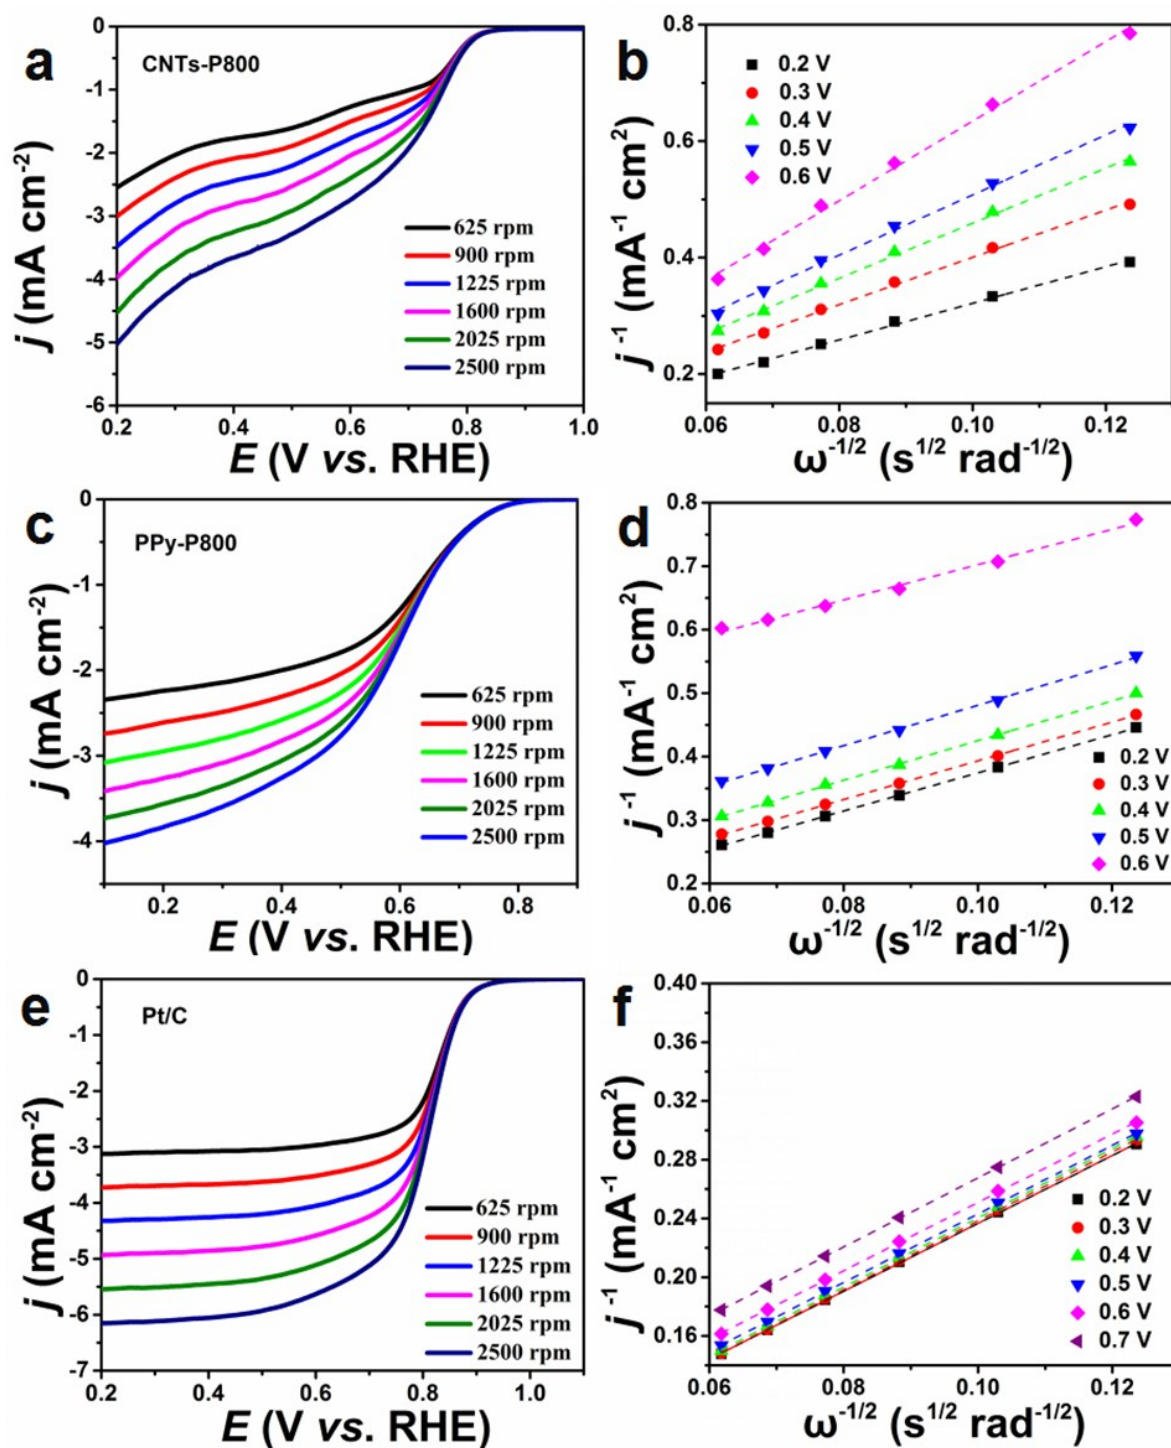 a
CNTs-P800
0
-1
-2
-3
-4
-5
-6
j (mA cm⁻²)
625 rpm
900 rpm
1225 rpm
1600 rpm
2025 rpm
2500 rpm
0.2 0.4 0.6 0.8 1.0
E (V vs. RHE)
b
0.8
0.6
0.4
0.2
j⁻¹ (mA⁻¹ cm²)
0.2 V
0.3 V
0.4 V
0.5 V
0.6 V
0.06 0.08 0.10 0.12
ω⁻¹/² (s¹/² rad⁻¹/²)
c
PPy-P800
0
-1
-2
-3
-4
j (mA cm⁻²)
625 rpm
900 rpm
1225 rpm
1600 rpm
2025 rpm
2500 rpm
0.2 0.4 0.6 0.8
E (V vs. RHE)
d
0.8
0.7
0.6
0.5
0.4
0.3
0.2
j⁻¹ (mA⁻¹ cm²)
0.2 V
0.3 V
0.4 V
0.5 V
0.6 V
0.06 0.08 0.10 0.12
ω⁻¹/² (s¹/² rad⁻¹/²)
e
Pt/C
0
-1
-2
-3
-4
-5
-6
-7
j (mA cm⁻²)
625 rpm
900 rpm
1225 rpm
1600 rpm
2025 rpm
2500 rpm
0.2 0.4 0.6 0.8 1.0
E (V vs. RHE)
f
0.40
0.36
0.32
0.28
0.24
0.20
0.16
j⁻¹ (mA⁻¹ cm²)
0.2 V
0.3 V
0.4 V
0.5 V
0.6 V
0.7 V
0.06 0.08 0.10 0.12
ω⁻¹/² (s¹/² rad⁻¹/²)